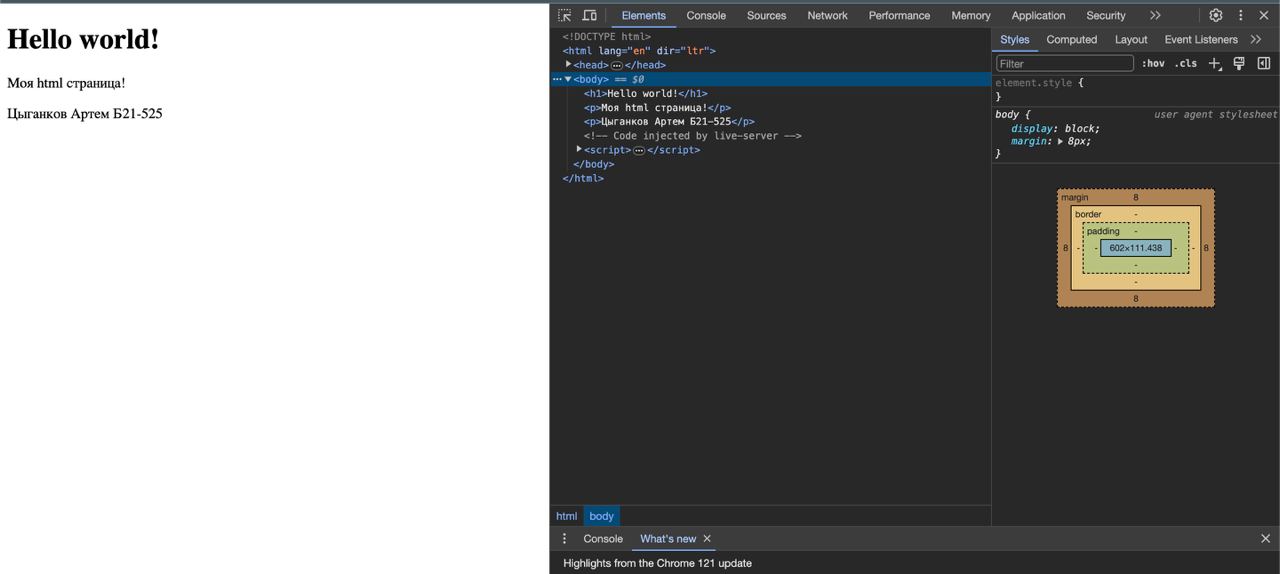 Hello world!
Моя html страница!
Цыганков Артем Б21-525
Elements Console Sources Network Performance Memory Application Security
<!DOCTYPE html>
<html lang="en" dir="ltr">
<head>…</head>
<body> == $0
<h1>Hello world!</h1>
<p>Моя html страница!</p>
<p>Цыганков Артем Б21-525</p>
<!-- Code injected by live-server -->
<script>…</script>
</body>
</html>
html body
Styles Computed Layout Event Listeners
Filter :hov .cls
element.style {
}
body { user agent stylesheet
display: block;
margin: 8px;
}
margin 8
border -
padding -
8 - - 602×111.438 - - 8
-
-
8
Console What's new
Highlights from the Chrome 121 update